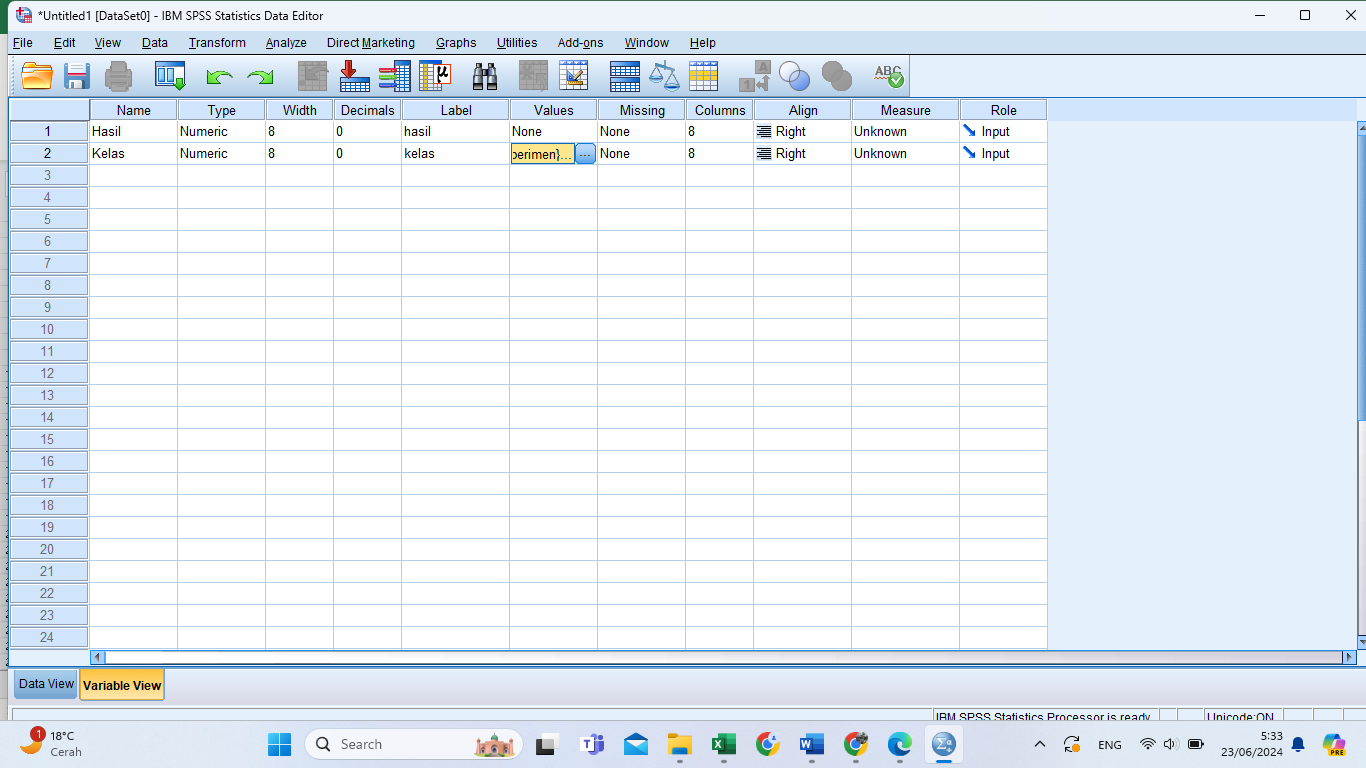 *Untitled1 [DataSet0] - IBM SPSS Statistics Data Editor
File Edit View Data Transform Analyze Direct Marketing Graphs Utilities Add-ons Window Help
Name Type Width Decimals Label Values Missing Columns Align Measure Role
1 Hasil Numeric 8 0 hasil None None 8 Right Unknown Input
2 Kelas Numeric 8 0 kelas perimen}... ... None 8 Right Unknown Input
3
4
5
6
7
8
9
10
11
12
13
14
15
16
17
18
19
20
21
22
23
24
Data View Variable View
IBM SPSS Statistics Processor is ready Unicode:ON
1 18°C Search ENG 5:33
Cerah 23/06/2024 PRE